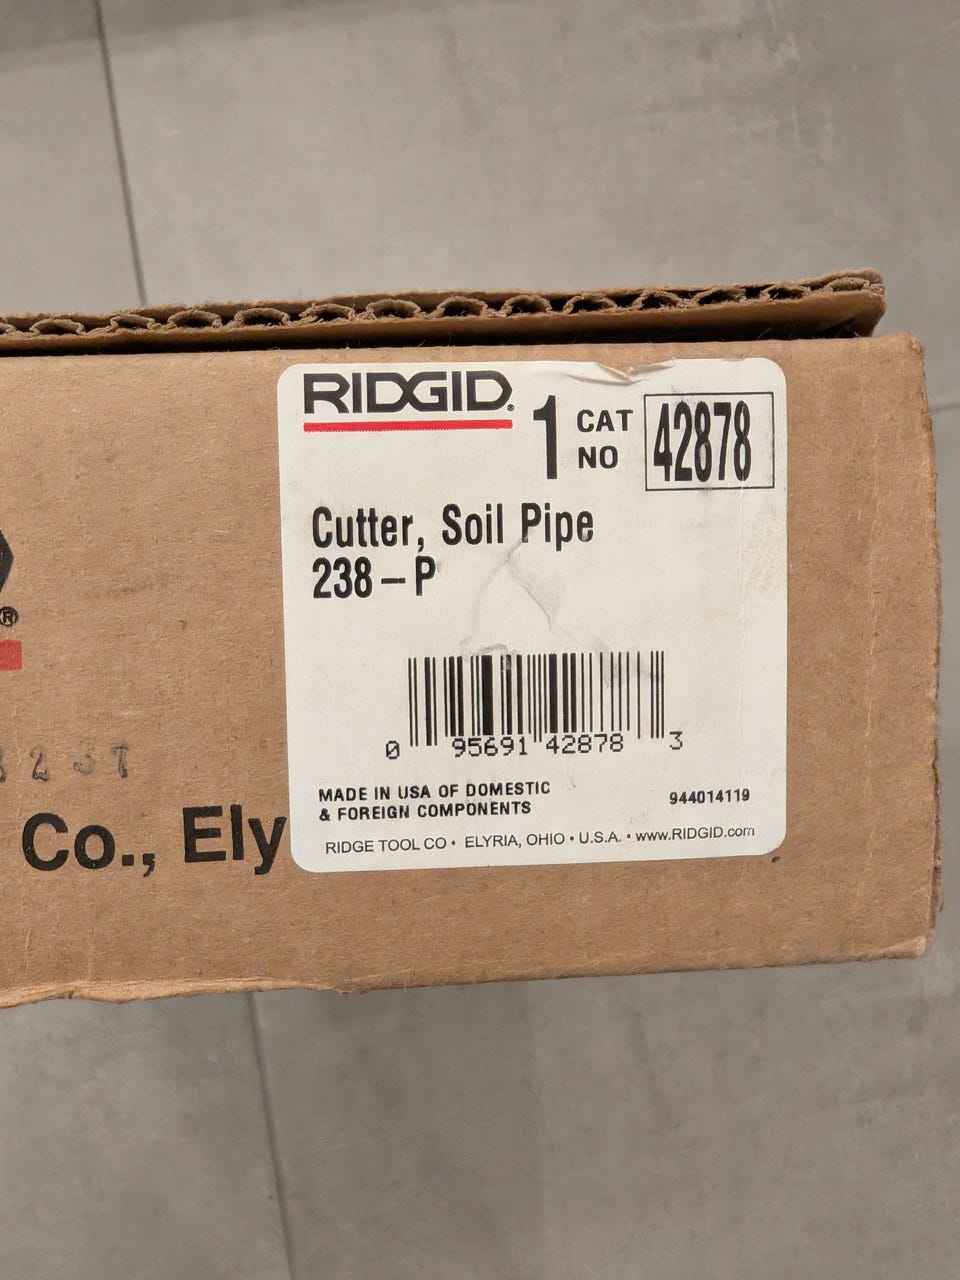 RIDGID®
1 CAT NO 42878
Cutter, Soil Pipe
238-P
0 95691 42878 3
MADE IN USA OF DOMESTIC
& FOREIGN COMPONENTS
944014119
RIDGE TOOL CO • ELYRIA, OHIO • U.S.A. • www.RIDGID.com
®
Co., Ely